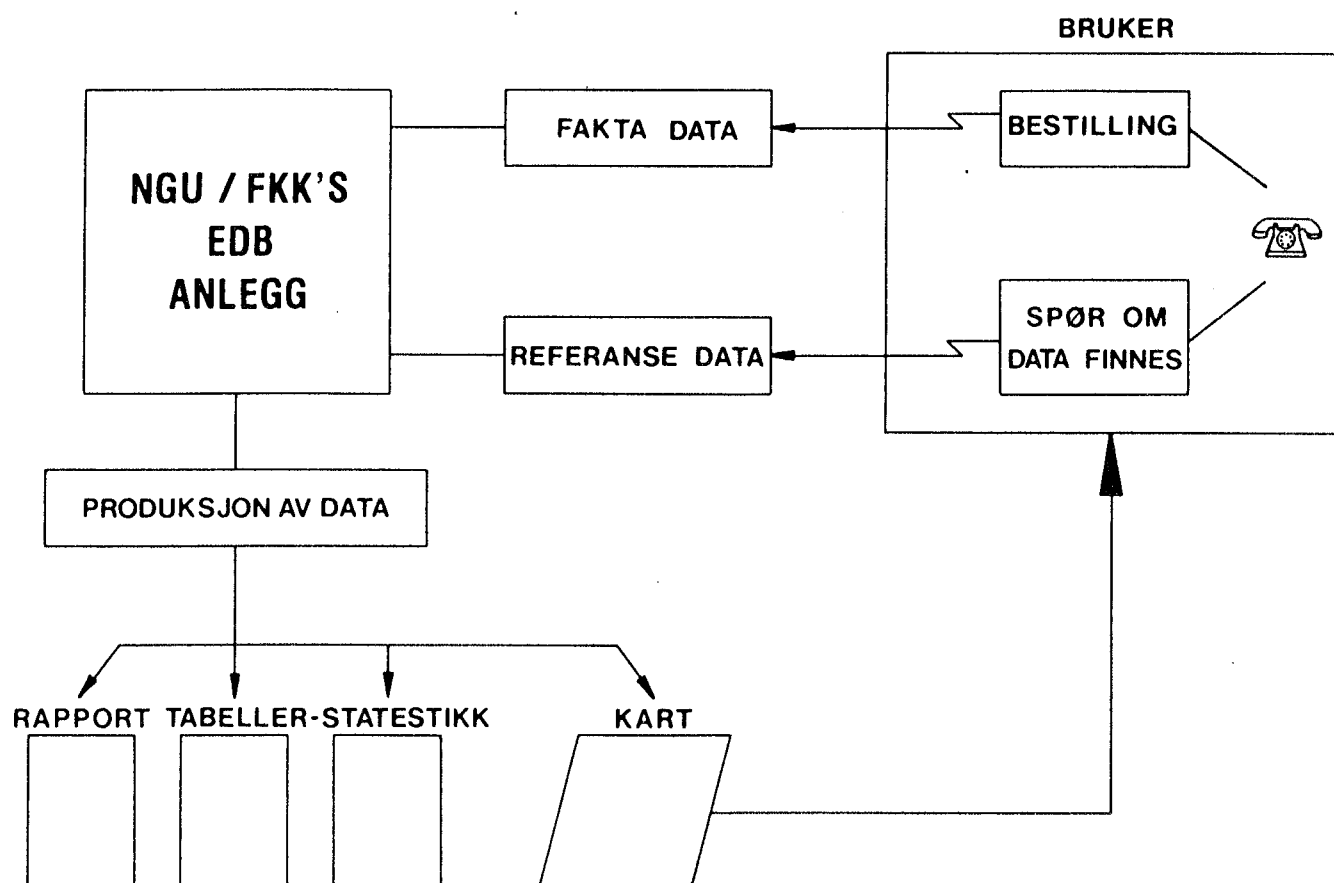 BRUKER
NGU / FKK'S
EDB
ANLEGG
FAKTA DATA
BESTILLING
REFERANSE DATA
SPØR OM
DATA FINNES
PRODUKSJON AV DATA
RAPPORT TABELLER-STATESTIKK KART